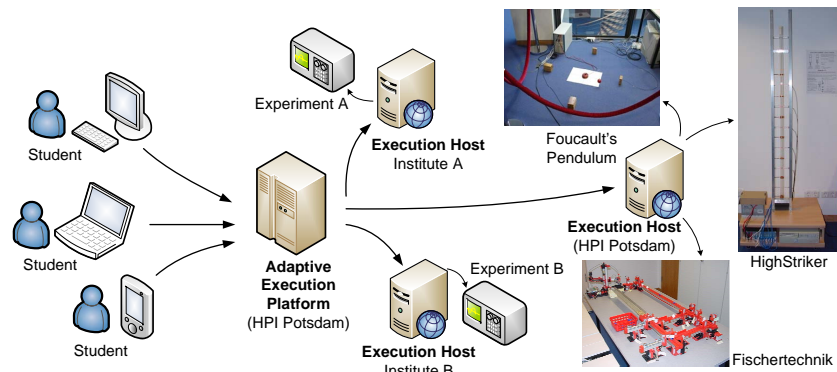 Student
Student
Student
Adaptive
Execution
Platform
(HPI Potsdam)
Experiment A
Execution Host
Institute A
Experiment B
Execution Host
Institute B
Foucault's
Pendulum
Execution Host
(HPI Potsdam)
HighStriker
Fischertechnik